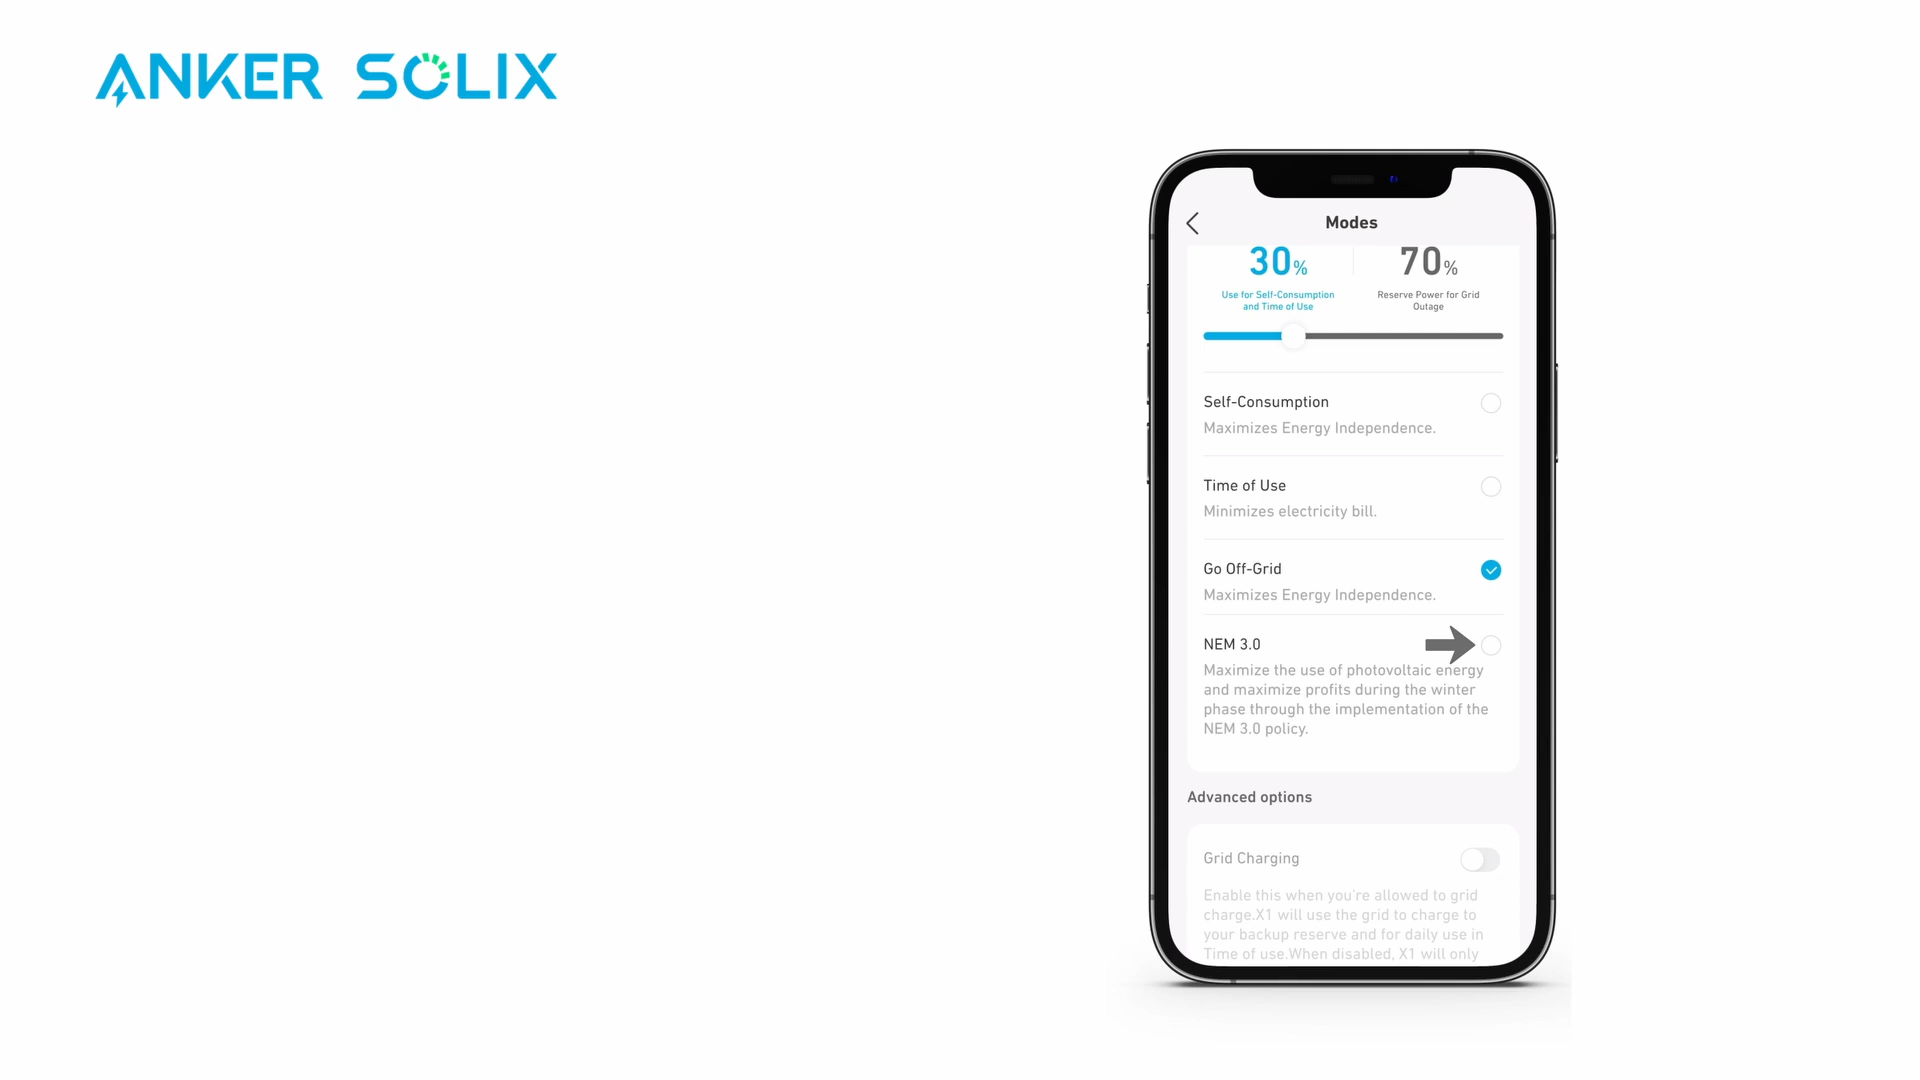 ANKER SOLIX
Modes
30%
70%
Use for Self-Consumption
and Time of Use
Reserve Power for Grid
Outage
Self-Consumption
Maximizes Energy Independence.
Time of Use
Minimizes electricity bill.
Go Off-Grid
Maximizes Energy Independence.
NEM 3.0
Maximize the use of photovoltaic energy
and maximize profits during the winter
phase through the implementation of the
NEM 3.0 policy.
Advanced options
Grid Charging
Enable this when you're allowed to grid
charge.X1 will use the grid to charge to
your backup reserve and for daily use in
Time of use.When disabled, X1 will only